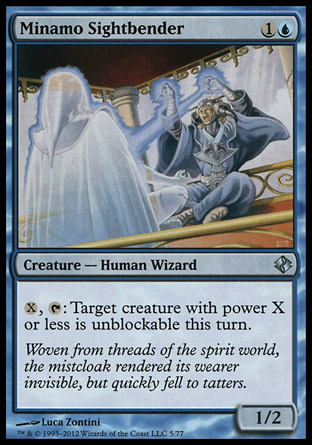 Minamo Sightbender 1
Creature — Human Wizard
X, : Target creature with power X
or less is unblockable this turn.
Woven from threads of the spirit world,
the mistcloak rendered its wearer
invisible, but quickly fell to tatters.
Luca Zontini
™ & © 1993-2012 Wizards of the Coast LLC 5/77
1/2